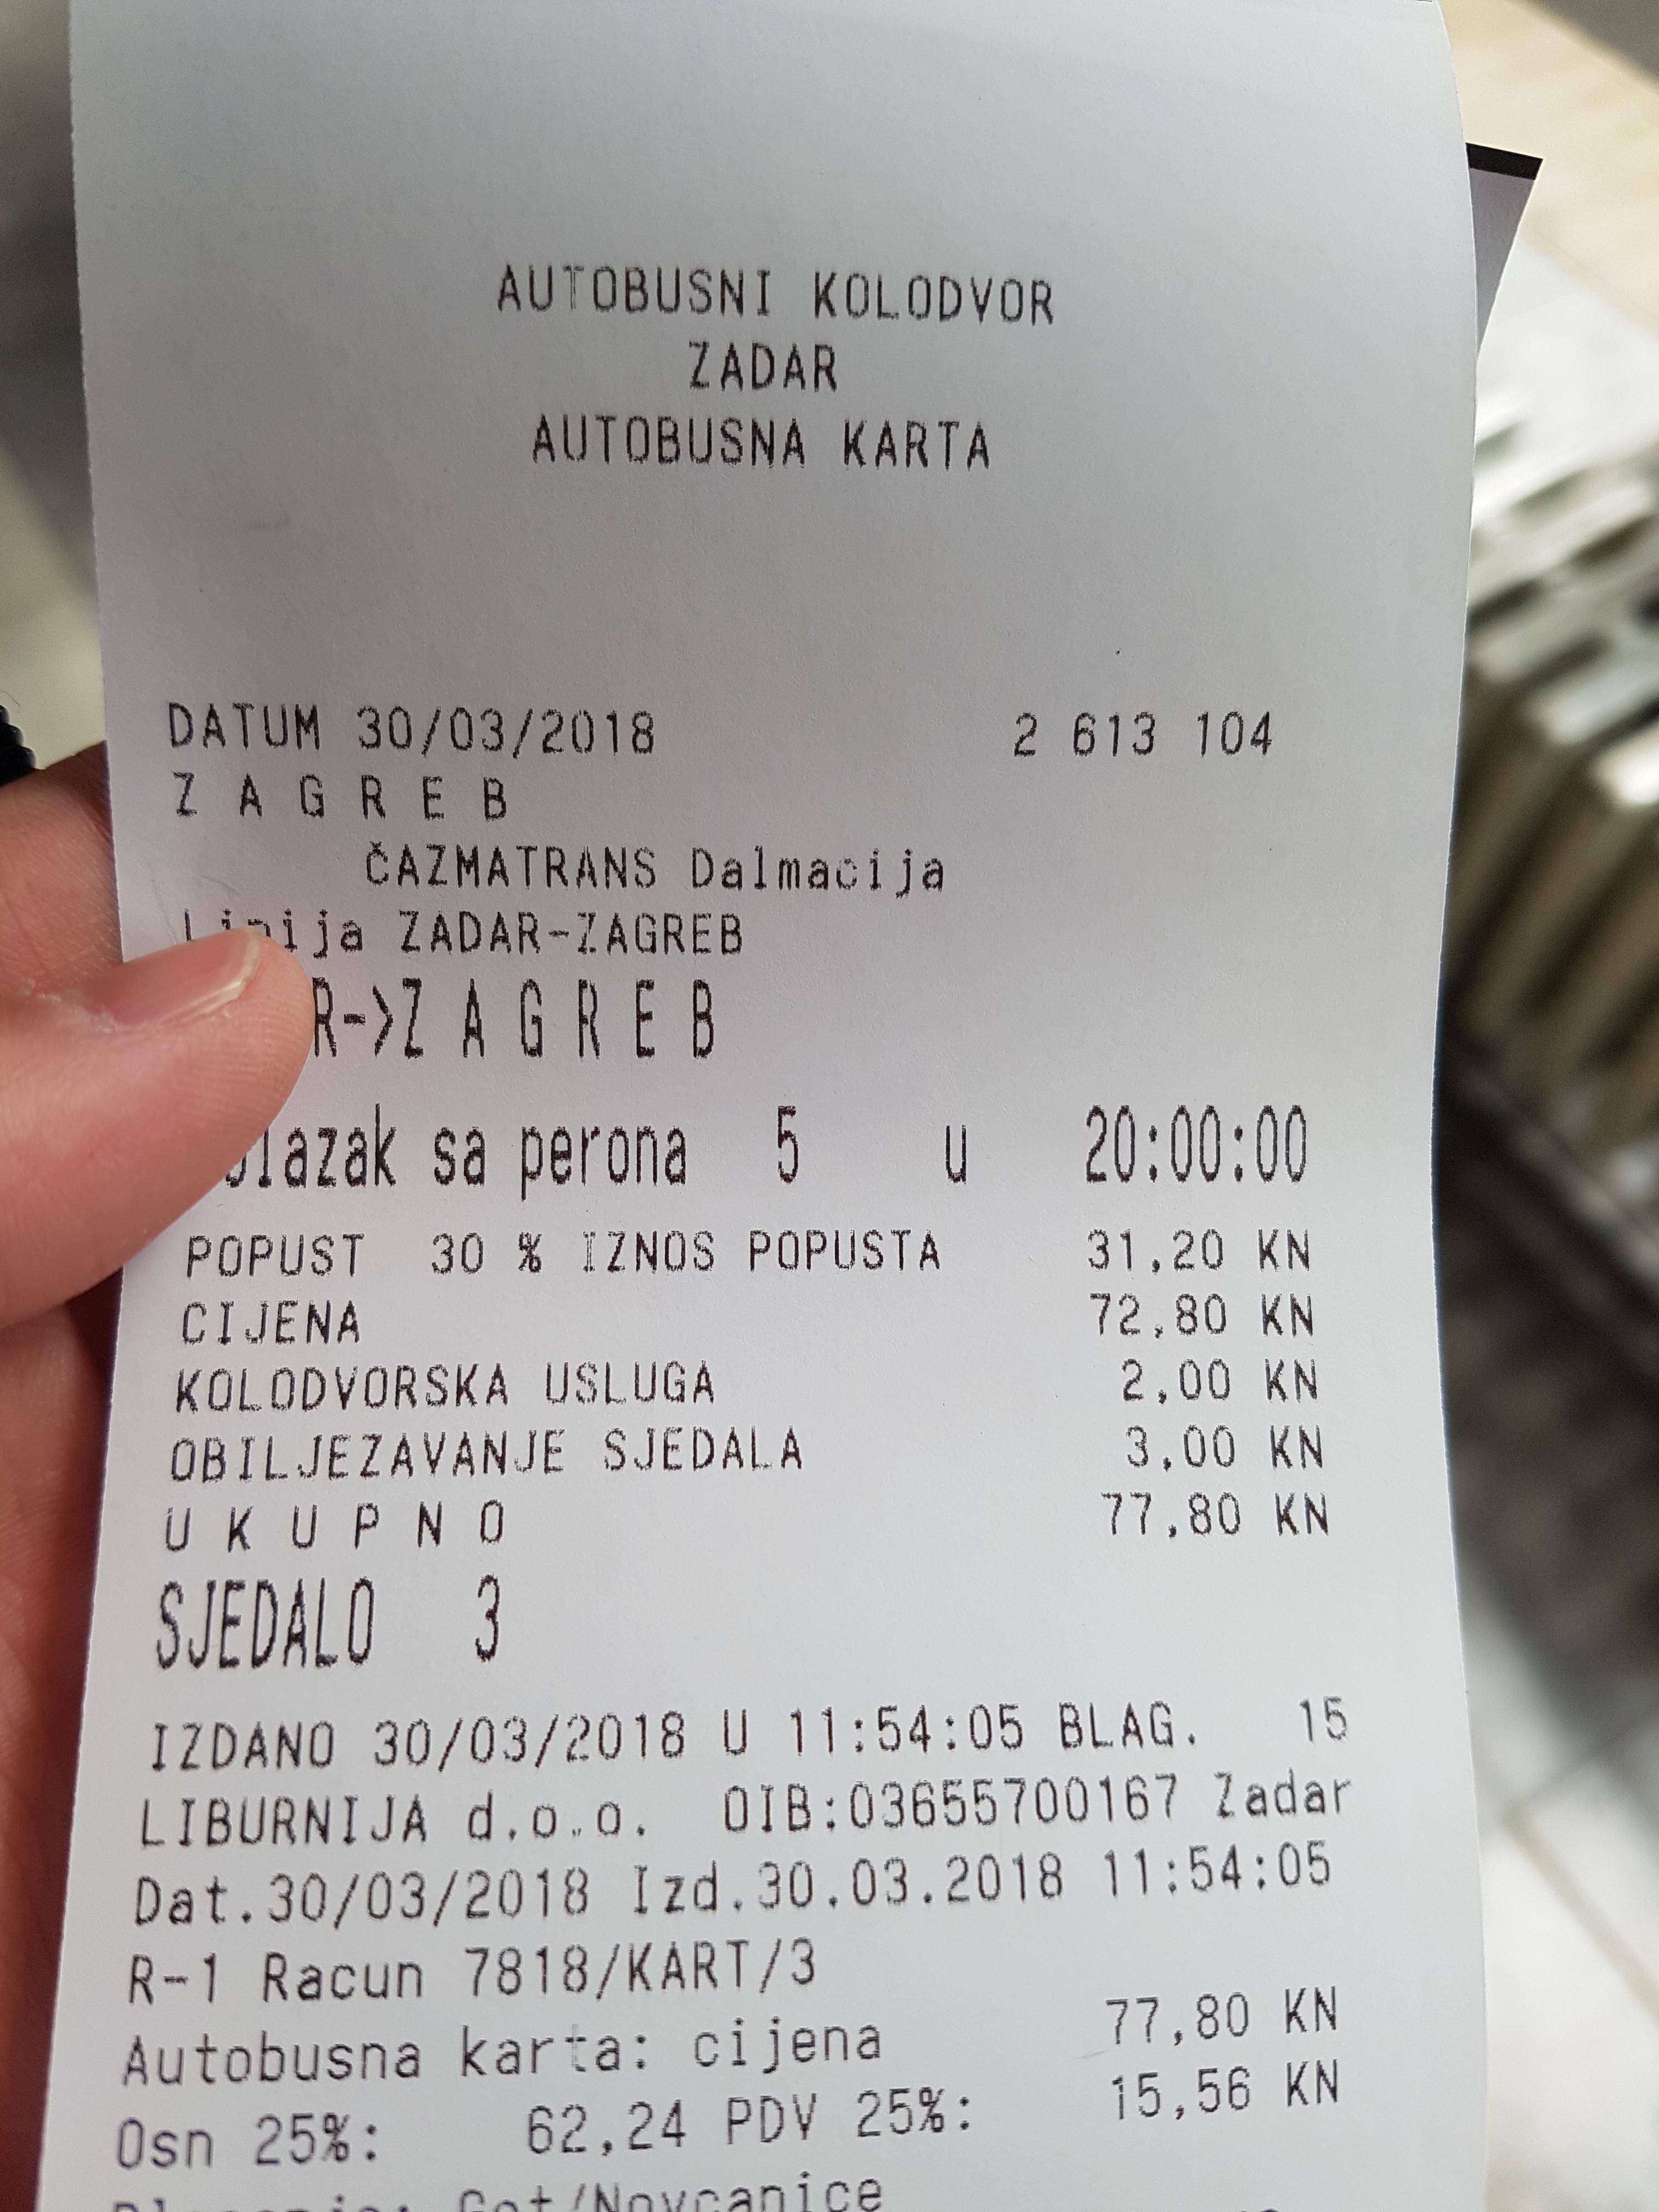 AUTOBUSNI KOLODVOR
ZADAR
AUTOBUSNA KARTA
DATUM 30/03/2018 2 613 104
Z A G R E B
ČAZMATRANS Dalmacija
Linija ZADAR-ZAGREB
R->Z A G R E B
lazak sa perona 5 u 20:00:00
POPUST 30 % IZNOS POPUSTA 31,20 KN
CIJENA 72,80 KN
KOLODVORSKA USLUGA 2,00 KN
OBILJEZAVANJE SJEDALA 3,00 KN
U K U P N O 77,80 KN
SJEDALO 3
IZDANO 30/03/2018 U 11:54:05 BLAG. 15
LIBURNIJA d.o.o. OIB:03655700167 Zadar
Dat.30/03/2018 Izd.30.03.2018 11:54:05
R-1 Racun 7818/KART/3
Autobusna karta: cijena 77,80 KN
Osn 25%: 62,24 PDV 25%: 15,56 KN
Got/Novcanice